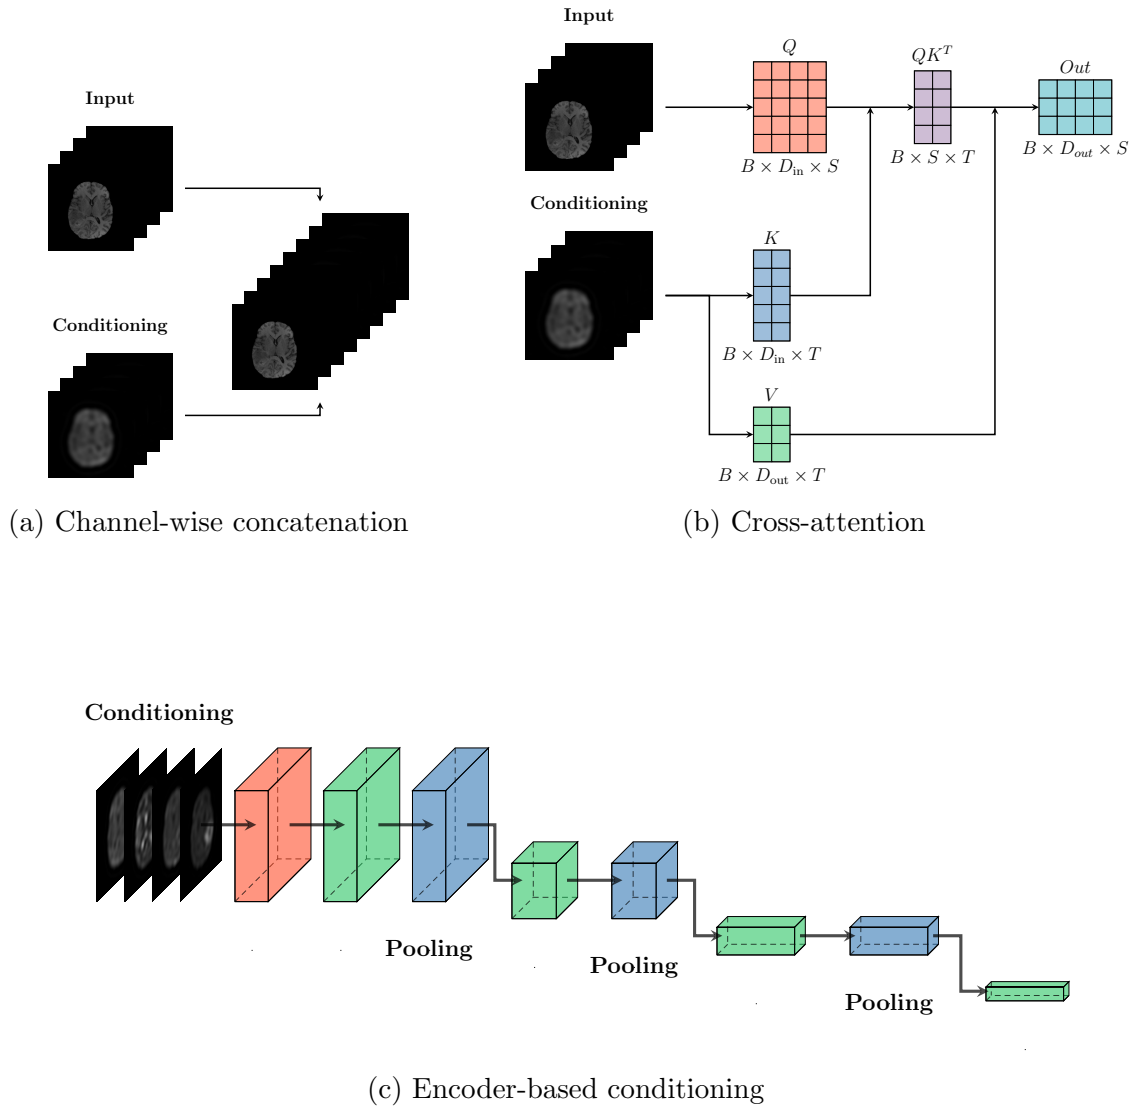 Input
Conditioning
(a) Channel-wise concatenation
Input
Q
B × D_in × S
QK^T
B × S × T
Out
B × D_out × S
Conditioning
K
B × D_in × T
V
B × D_out × T
(b) Cross-attention
Conditioning
Pooling
Pooling
Pooling
(c) Encoder-based conditioning